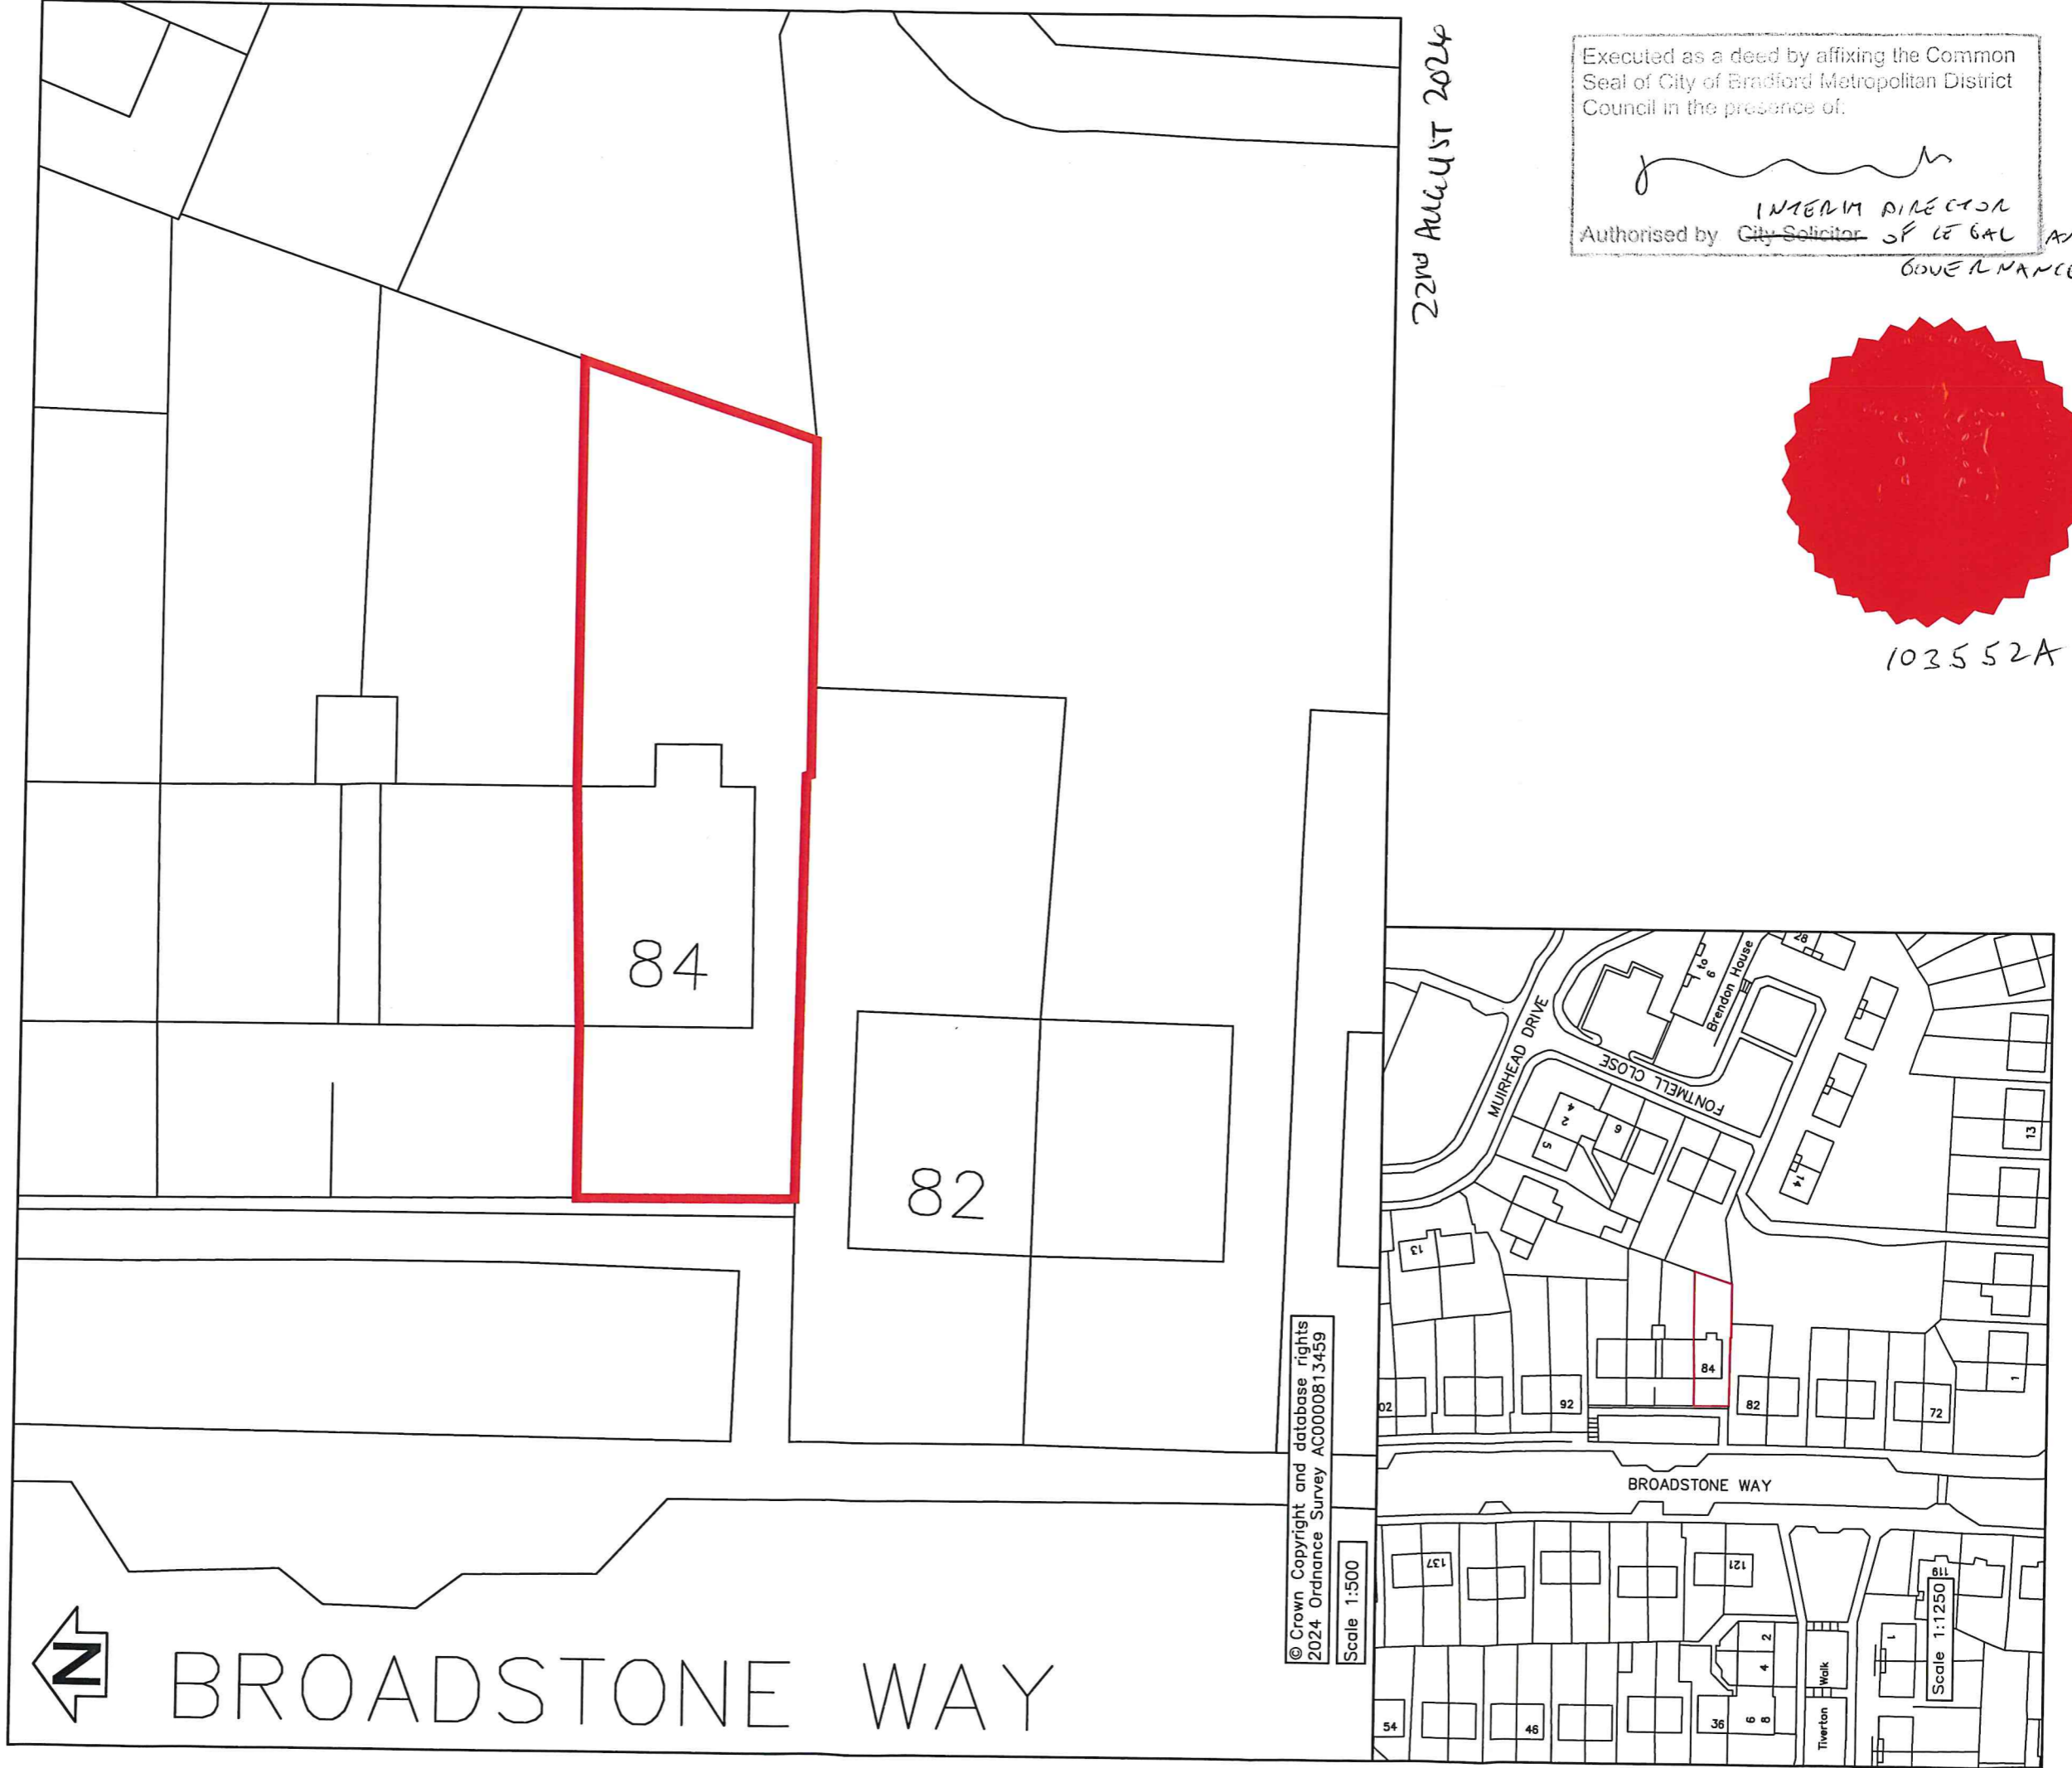 22nd AUGUST 2024
Executed as a deed by affixing the Common
Seal of City of Bradford Metropolitan District
Council in the presence of:
INTERIM DIRECTOR
Authorised by City Solicitor OF LEGAL
GOVERNANCE
103552A
84
82
© Crown Copyright and database rights
2024 Ordnance Survey AC0000813459
Scale 1:500
N
BROADSTONE WAY
28
1 to
6
Brendon House
MUIRHEAD DRIVE
FONTMELL CLOSE
4
2
5
6
14
13
13
84
02
92
82
72
1
BROADSTONE WAY
137
121
119
Scale 1:1250
2
4
1
Walk
Tiverton
54
46
36
6
8